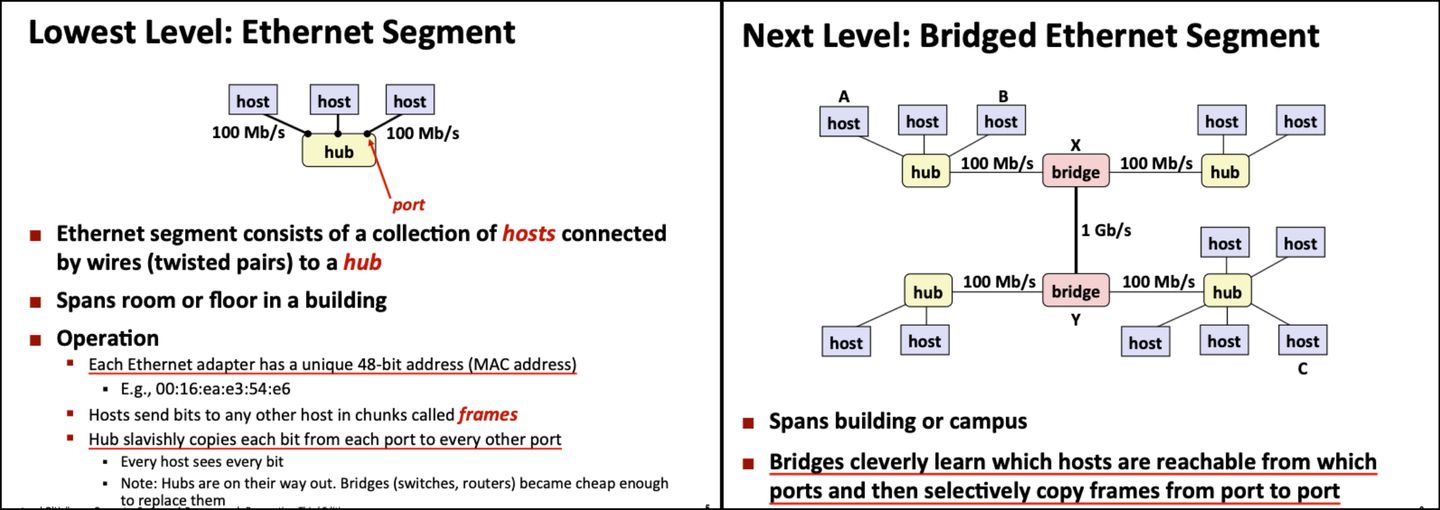 Lowest Level: Ethernet Segment
host
host
host
100 Mb/s
100 Mb/s
hub
port
■ Ethernet segment consists of a collection of hosts connected
by wires (twisted pairs) to a hub
■ Spans room or floor in a building
■ Operation
▪ Each Ethernet adapter has a unique 48-bit address (MAC address)
▪ E.g., 00:16:ea:e3:54:e6
▪ Hosts send bits to any other host in chunks called frames
▪ Hub slavishly copies each bit from each port to every other port
▪ Every host sees every bit
▪ Note: Hubs are on their way out. Bridges (switches, routers) became cheap enough
to replace them
Next Level: Bridged Ethernet Segment
A
B
host
host
host
host
host
X
hub
100 Mb/s
bridge
100 Mb/s
hub
1 Gb/s
host
host
hub
100 Mb/s
bridge
100 Mb/s
hub
Y
host
host
host
host
host
C
■ Spans building or campus
■ Bridges cleverly learn which hosts are reachable from which
ports and then selectively copy frames from port to port